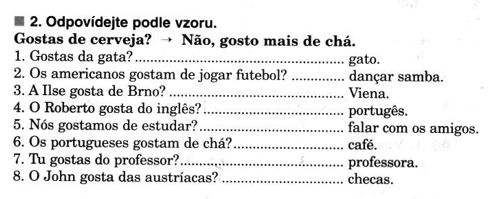 ■ 2. Odpovídejte podle vzoru.
Gostas de cerveja? → Não, gosto mais de chá.
1. Gostas da gata? ........................................ gato.
2. Os americanos gostam de jogar futebol? ............ dançar samba.
3. A Ilse gosta de Brno? .................................. Viena.
4. O Roberto gosta do inglês? ........................... portugês.
5. Nós gostamos de estudar? ............................ falar com os amigos.
6. Os portugueses gostam de chá? ..................... café.
7. Tu gostas do professor? ................................ professora.
8. O John gosta das austríacas? ........................ checas.